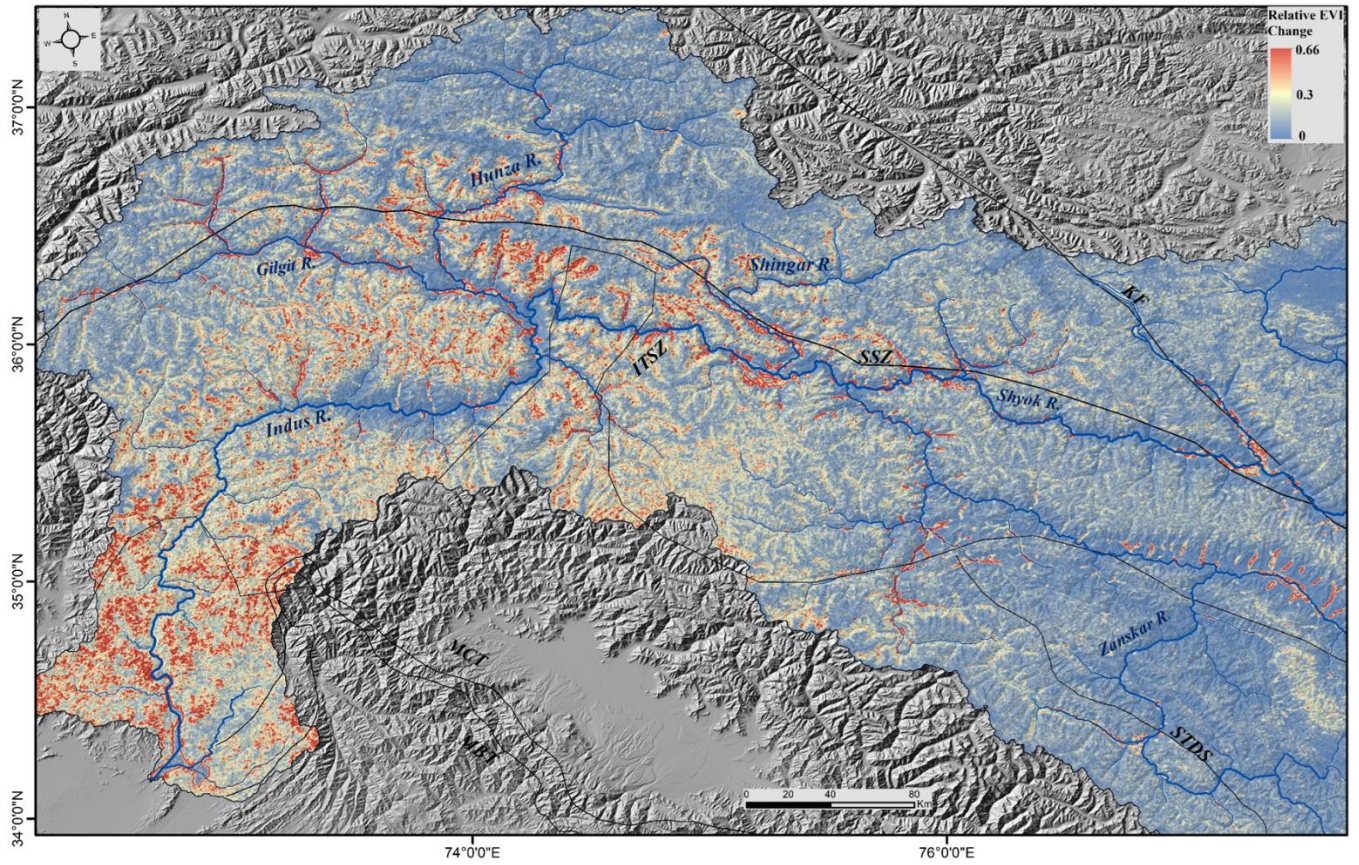 N
W E
S
Relative EVI
Change
0.66
0.3
0
37°0'0"N
36°0'0"N
35°0'0"N
34°0'0"N
Hunza R.
Gilgit R.
Shingar R
KF
ITSZ
SSZ
Shyok R.
Indus R.
Zanskar R
MCT
STDS
MBT
0 20 40 80
Km
74°0'0"E 76°0'0"E